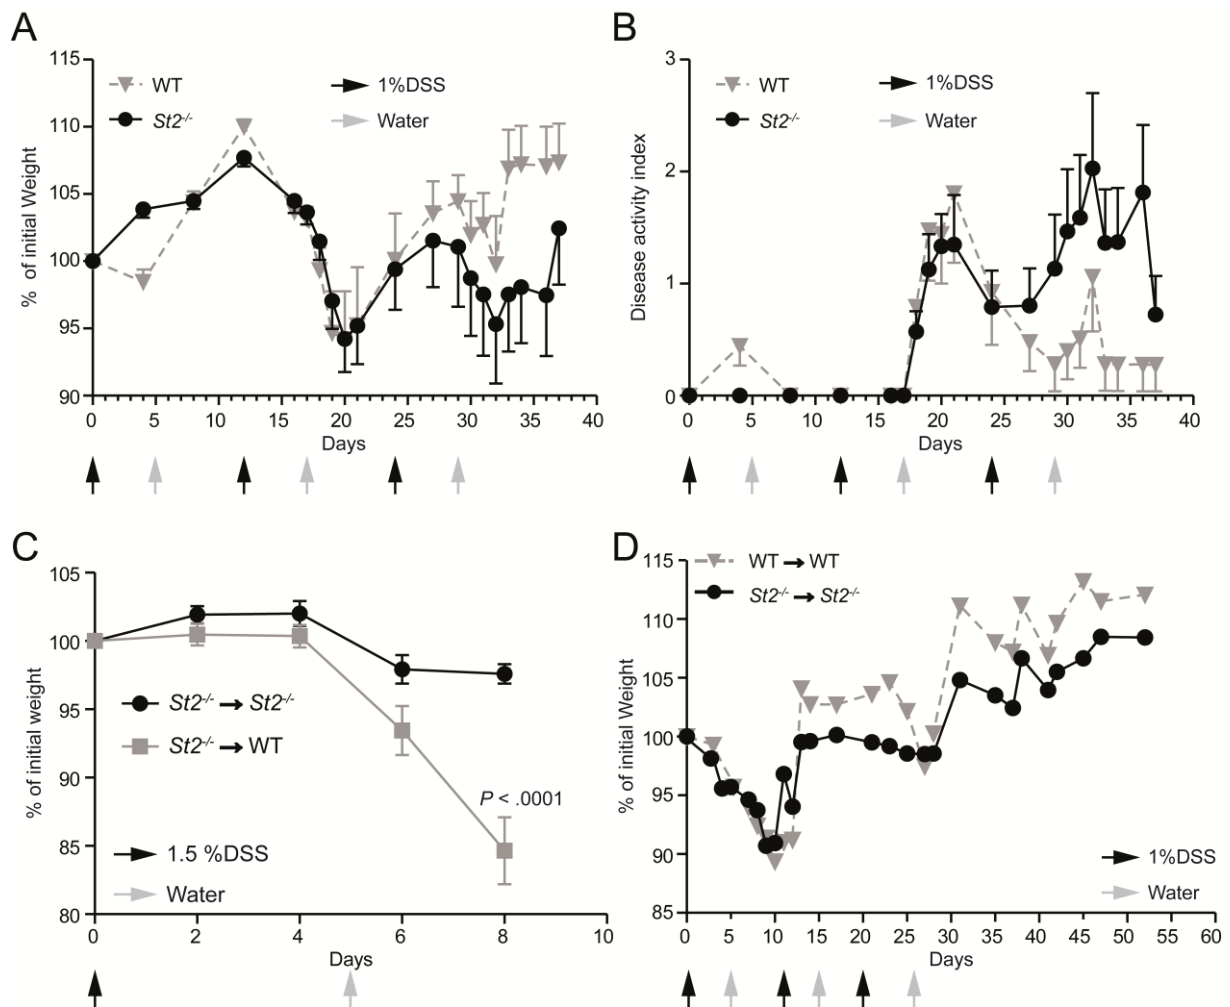 A
115
110
105
100
95
90
% of initial Weight
WT
St2-/-
1%DSS
Water
0 5 10 15 20 25 30 35 40
Days
B
3
2
1
0
Disease activity index
WT
St2-/-
1%DSS
Water
0 5 10 15 20 25 30 35 40
Days
C
105
100
95
90
85
80
% of initial weight
St2-/- → St2-/-
St2-/- → WT
P < .0001
1.5 %DSS
Water
0 2 4 6 8 10
Days
D
115
110
105
100
95
90
85
% of initial Weight
WT → WT
St2-/- → St2-/-
1%DSS
Water
0 5 10 15 20 25 30 35 40 45 50 55 60
Days